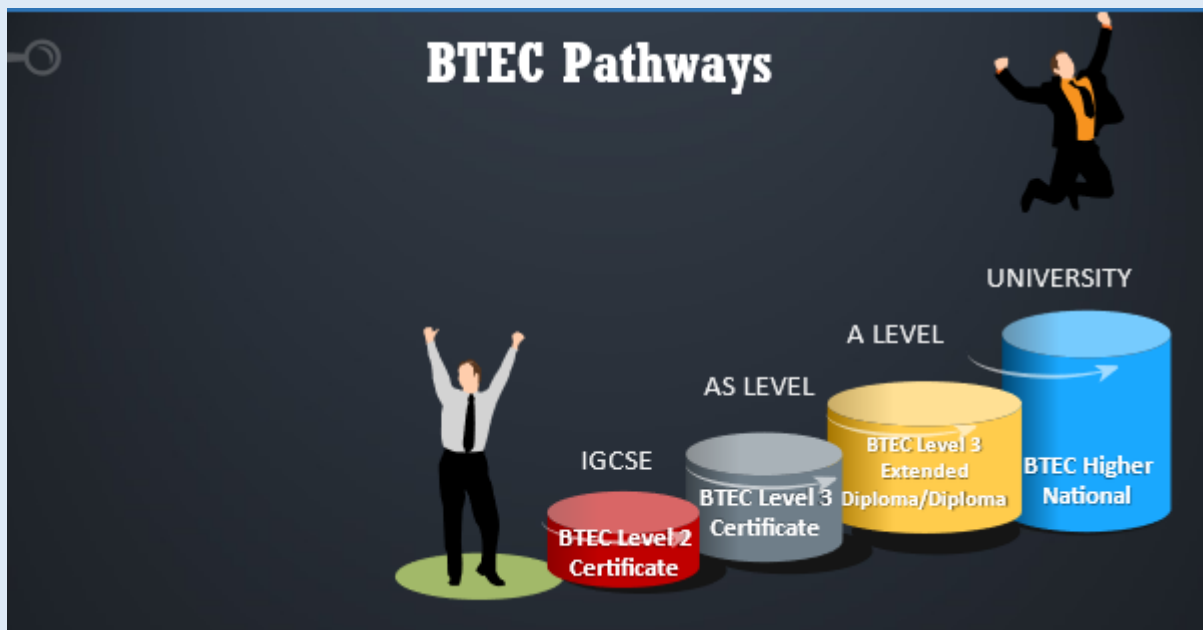 BTEC Pathways
UNIVERSITY
A LEVEL
AS LEVEL
IGCSE
BTEC Level 2
Certificate
BTEC Level 3
Certificate
BTEC Level 3
Extended
Diploma/Diploma
BTEC Higher
National